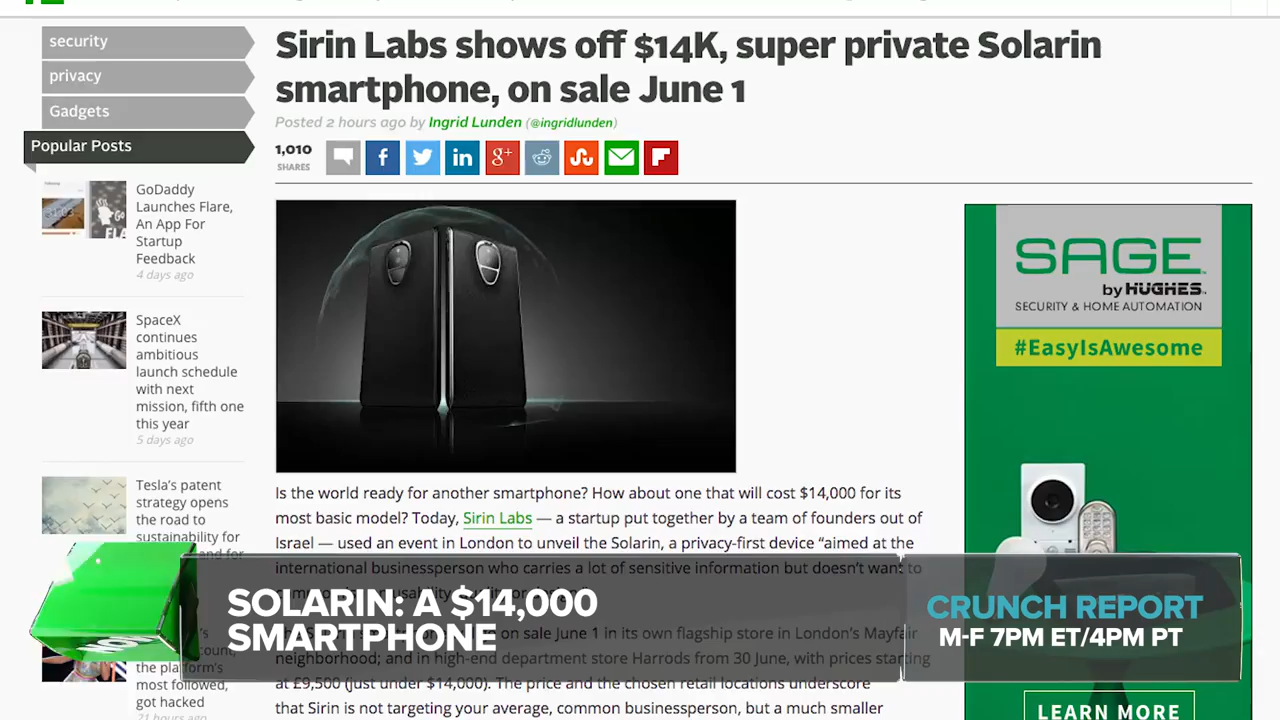 security
privacy
Gadgets
Popular Posts
GoDaddy
Launches Flare,
An App For
Startup
Feedback
4 days ago
SpaceX
continues
ambitious
launch schedule
with next
mission, fifth one
this year
5 days ago
Tesla's patent
strategy opens
the road to
sustainability for
and for
the platform's
most followed,
got hacked
21 hours ago
Sirin Labs shows off $14K, super private Solarin
smartphone, on sale June 1
Posted 2 hours ago by Ingrid Lunden (@ingridlunden)
1,010
SHARES
Is the world ready for another smartphone? How about one that will cost $14,000 for its
most basic model? Today, Sirin Labs — a startup put together by a team of founders out of
Israel — used an event in London to unveil the Solarin, a privacy-first device “aimed at the
international businessperson who carries a lot of sensitive information but doesn’t want to
on sale June 1 in its own flagship store in London’s Mayfair
neighborhood; and in high-end department store Harrods from 30 June, with prices starting
at £9,500 (just under $14,000). The price and the chosen retail locations underscore
that Sirin is not targeting your average, common businessperson, but a much smaller
SAGE
by HUGHES
SECURITY & HOME AUTOMATION
#EasyIsAwesome
LEARN MORE
SOLARIN: A $14,000
SMARTPHONE
CRUNCH REPORT
M-F 7PM ET/4PM PT